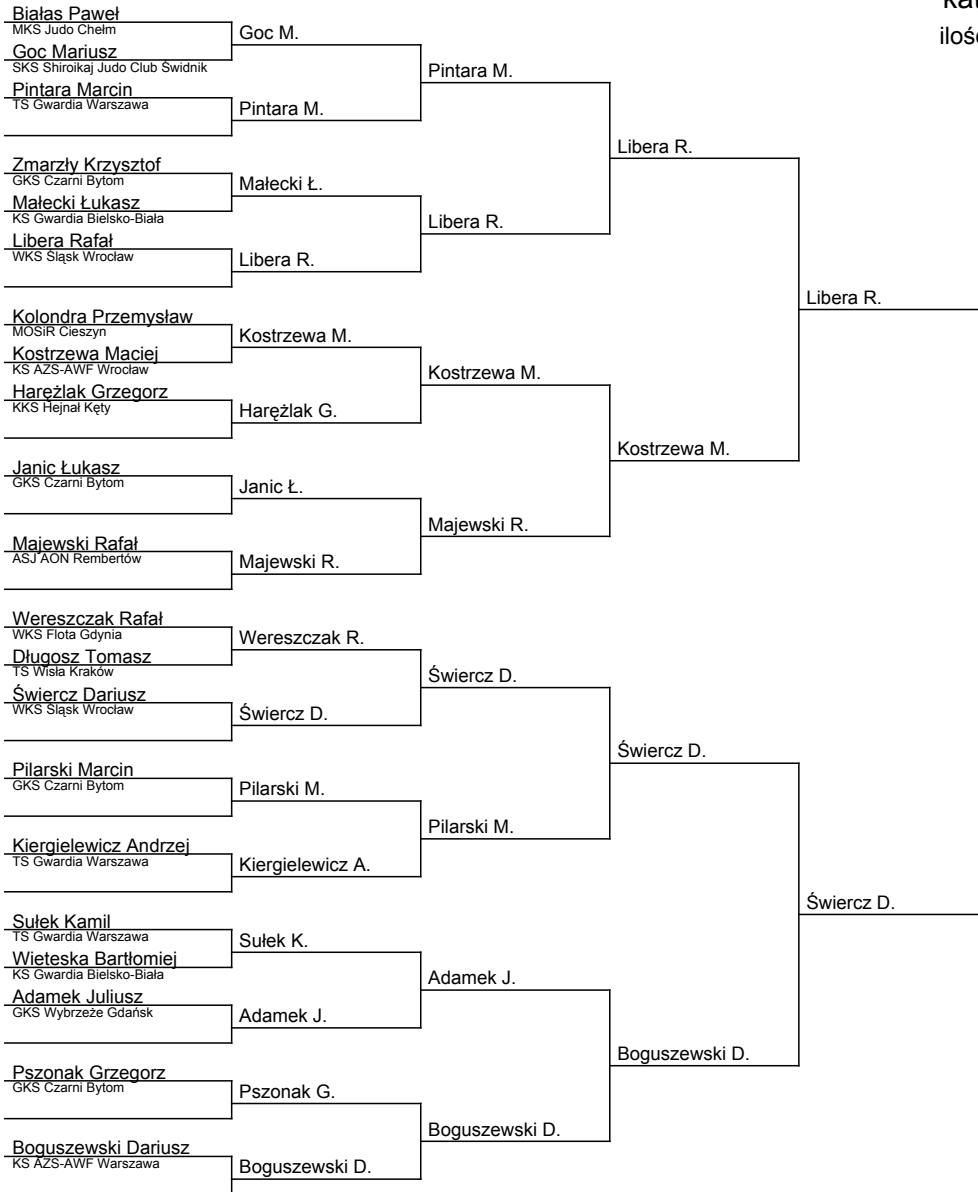 Białas Paweł
MKS Judo Chełm
Goc Mariusz
SKS Shiroikaj Judo Club Świdnik
Pintara Marcin
TS Gwardia Warszawa
Zmarzły Krzysztof
GKS Czarni Bytom
Małecki Łukasz
KS Gwardia Bielsko-Biała
Libera Rafał
WKS Śląsk Wrocław
Kolondra Przemysław
MOSiR Cieszyn
Kostrzewa Maciej
KS AZS-AWF Wrocław
Harężlak Grzegorz
KKS Hejnał Kęty
Janic Łukasz
GKS Czarni Bytom
Majewski Rafał
ASJ AON Rembertów
Wereszczak Rafał
WKS Flota Gdynia
Długosz Tomasz
TS Wisła Kraków
Świercz Dariusz
WKS Śląsk Wrocław
Pilarski Marcin
GKS Czarni Bytom
Kiergielewicz Andrzej
TS Gwardia Warszawa
Sułek Kamil
TS Gwardia Warszawa
Wieteska Bartłomiej
KS Gwardia Bielsko-Biała
Adamek Juliusz
GKS Wybrzeże Gdańsk
Pszonak Grzegorz
GKS Czarni Bytom
Boguszewski Dariusz
KS AZS-AWF Warszawa
Goc M.
Pintara M.
Małecki Ł.
Libera R.
Kostrzewa M.
Harężlak G.
Janic Ł.
Majewski R.
Wereszczak R.
Świercz D.
Pilarski M.
Kiergielewicz A.
Sułek K.
Adamek J.
Pszonak G.
Boguszewski D.
Pintara M.
Libera R.
Kostrzewa M.
Majewski R.
Świercz D.
Pilarski M.
Adamek J.
Boguszewski D.
Libera R.
Kostrzewa M.
Świercz D.
Boguszewski D.
Libera R.
Świercz D.